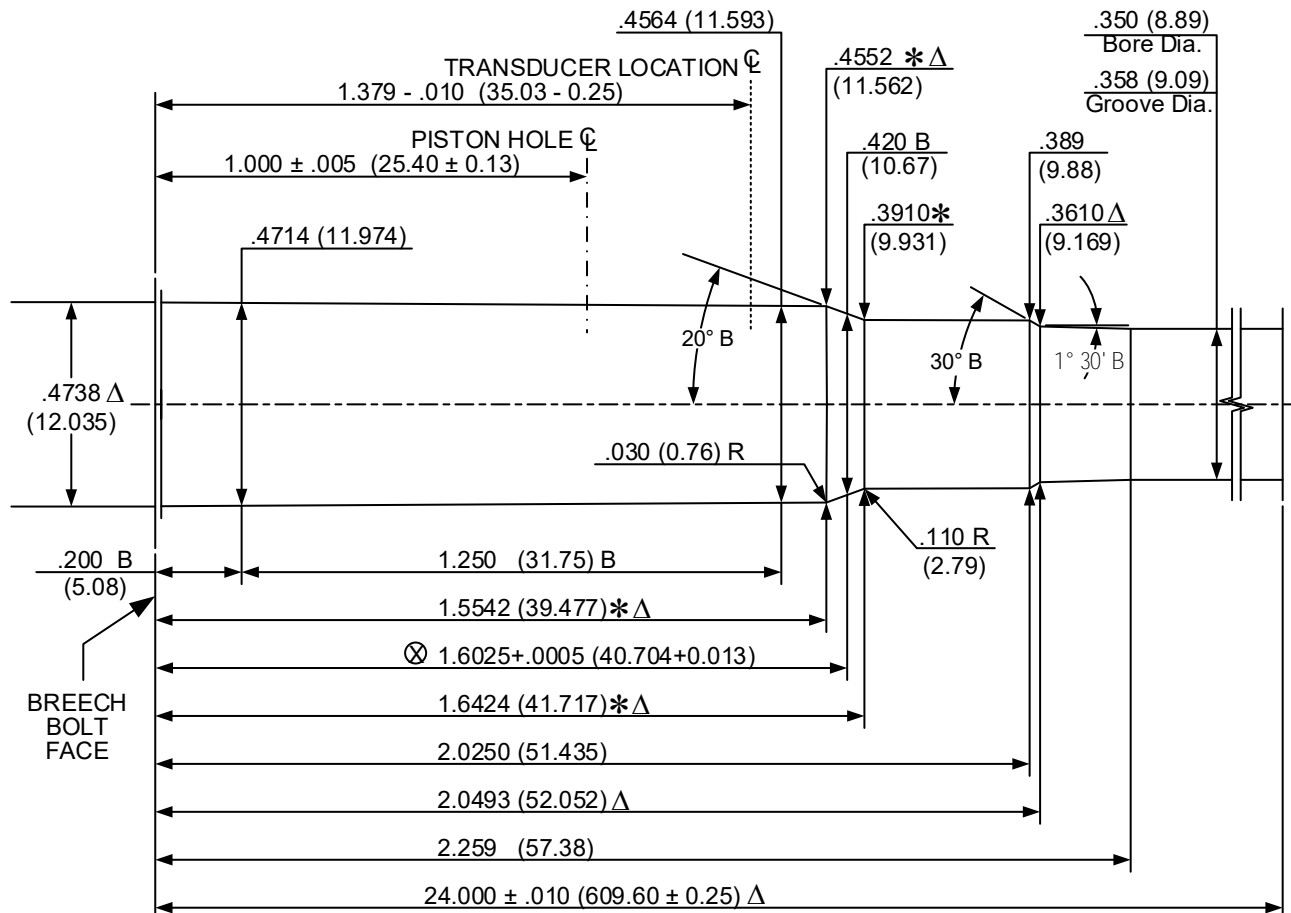 .4564 (11.593)
.350 (8.89)
Bore Dia.
.4552 * Δ
(11.562)
TRANSDUCER LOCATION ℄
1.379 - .010 (35.03 - 0.25)
.358 (9.09)
Groove Dia.
PISTON HOLE ℄
1.000 ± .005 (25.40 ± 0.13)
.420 B
(10.67)
.389
(9.88)
.4714 (11.974)
.3910*
(9.931)
.3610 Δ
(9.169)
20° B
30° B
1° 30' B
.4738 Δ
(12.035)
.030 (0.76) R
.110 R
(2.79)
.200 B
(5.08)
1.250 (31.75) B
1.5542 (39.477)* Δ
⊗ 1.6025+.0005 (40.704+0.013)
BREECH
BOLT
FACE
1.6424 (41.717)* Δ
2.0250 (51.435)
2.0493 (52.052) Δ
2.259 (57.38)
24.000 ± .010 (609.60 ± 0.25) Δ